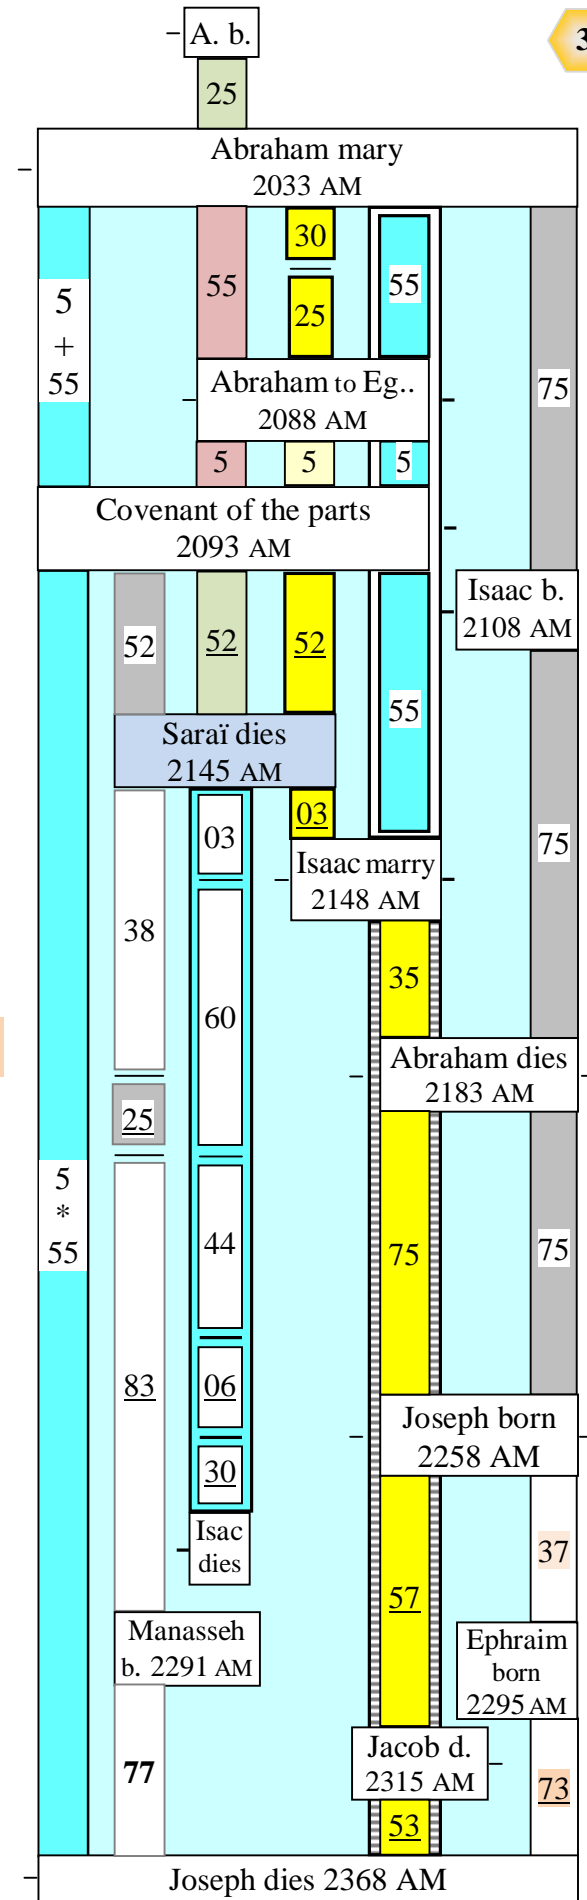 A. b.
3
25
Abraham mary
2033 AM
30
55
55
25
5
+
55
75
Abraham to Eg..
2088 AM
5
5
5
Covenant of the parts
2093 AM
Isaac b.
2108 AM
52
52
52
55
Saraï dies
2145 AM
03
03
75
Isaac marry
2148 AM
38
35
60
Abraham dies
2183 AM
25
5
*
55
44
75
75
83
06
Joseph born
2258 AM
30
Isac
dies
37
57
Manasseh
b. 2291 AM
Ephraim
born
2295 AM
77
Jacob d.
2315 AM
73
53
Joseph dies 2368 AM